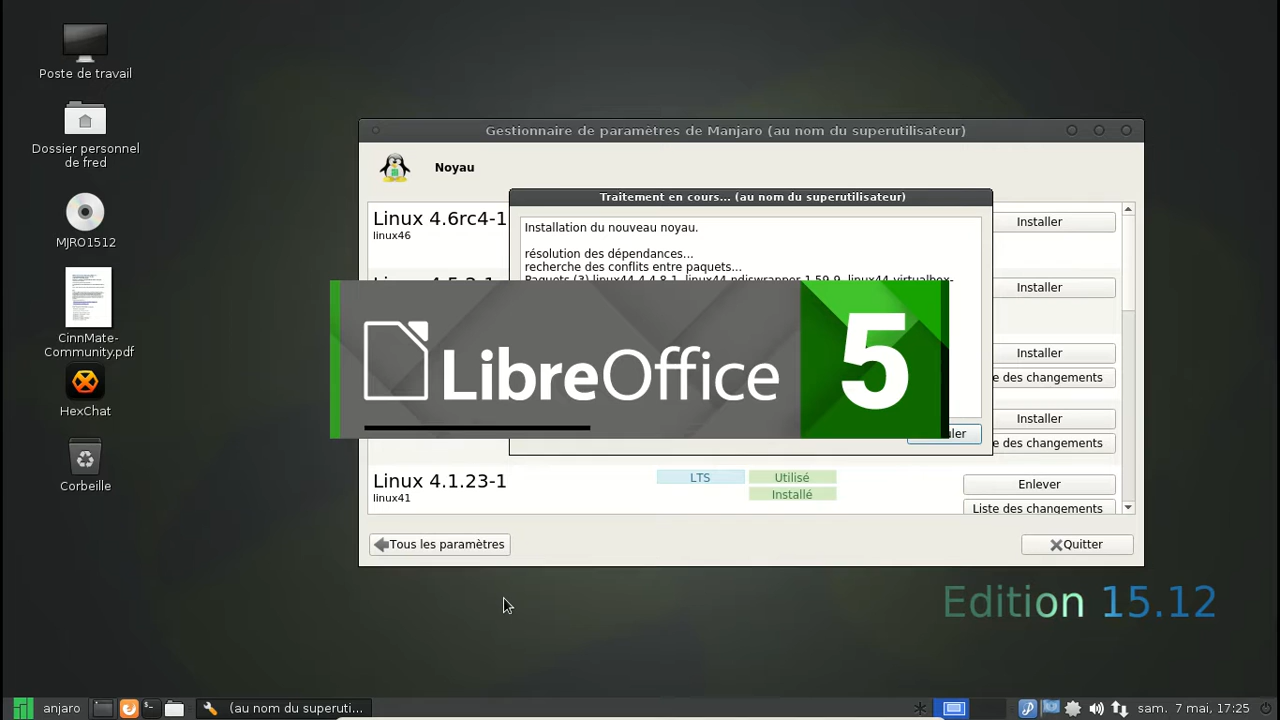 Poste de travail
Dossier personnel
de fred
MJRO1512
CinnMate-
Community.pdf
HexChat
Corbeille
Gestionnaire de paramètres de Manjaro (au nom du superutilisateur)
Noyau
Linux 4.6rc4-1
linux46
Installer
Installer
Installer
e des changements
Installer
e des changements
Linux 4.1.23-1
linux41
LTS
Utilisé
Installé
Enlever
Liste des changements
Tous les paramètres
Quitter
Traitement en cours... (au nom du superutilisateur)
Installation du nouveau noyau.
résolution des dépendances...
recherche des conflits entre paquets...
LibreOffice 5
Edition 15.12
anjaro
(au nom du superuti...
sam. 7 mai, 17:25